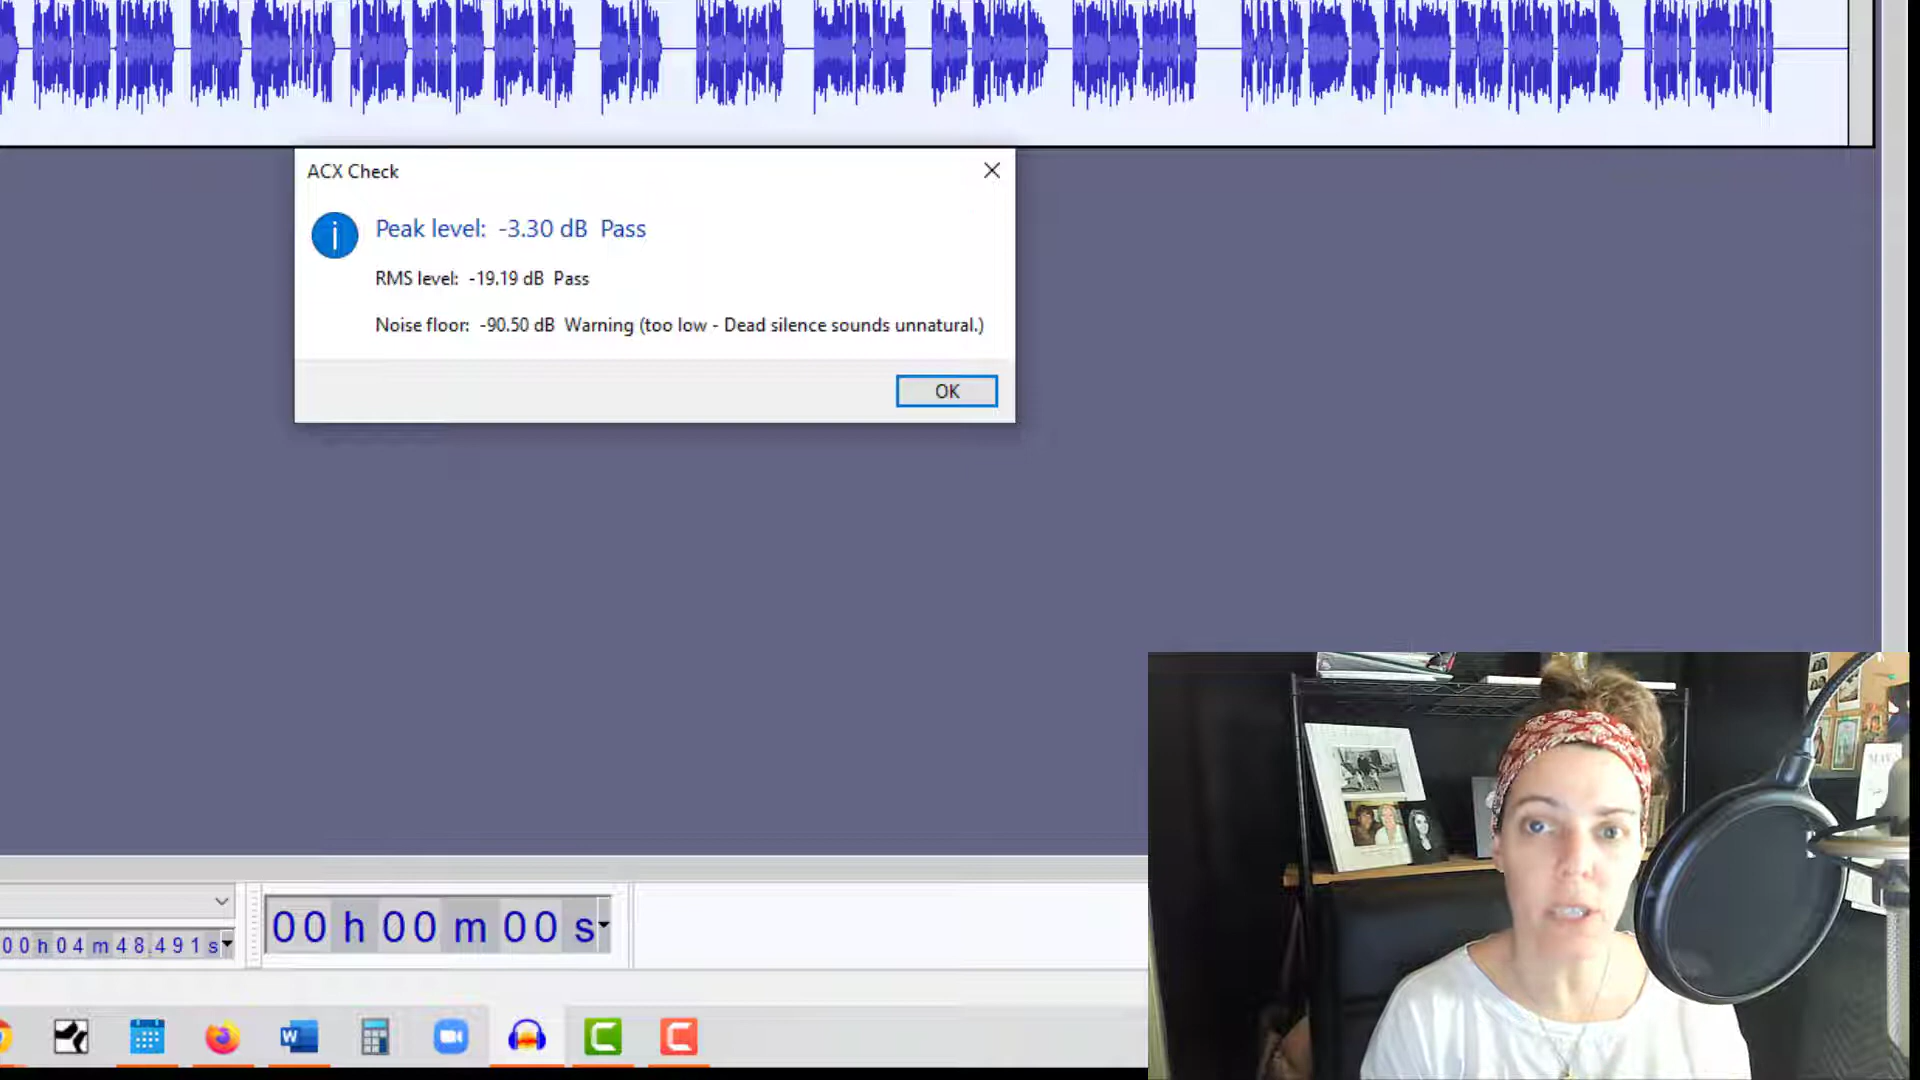 ACX Check
Peak level: -3.30 dB Pass
RMS level: -19.19 dB Pass
Noise floor: -90.50 dB Warning (too low - Dead silence sounds unnatural.)
OK
00 h 04 m 48.491 s
00 h 00 m 00 s
W